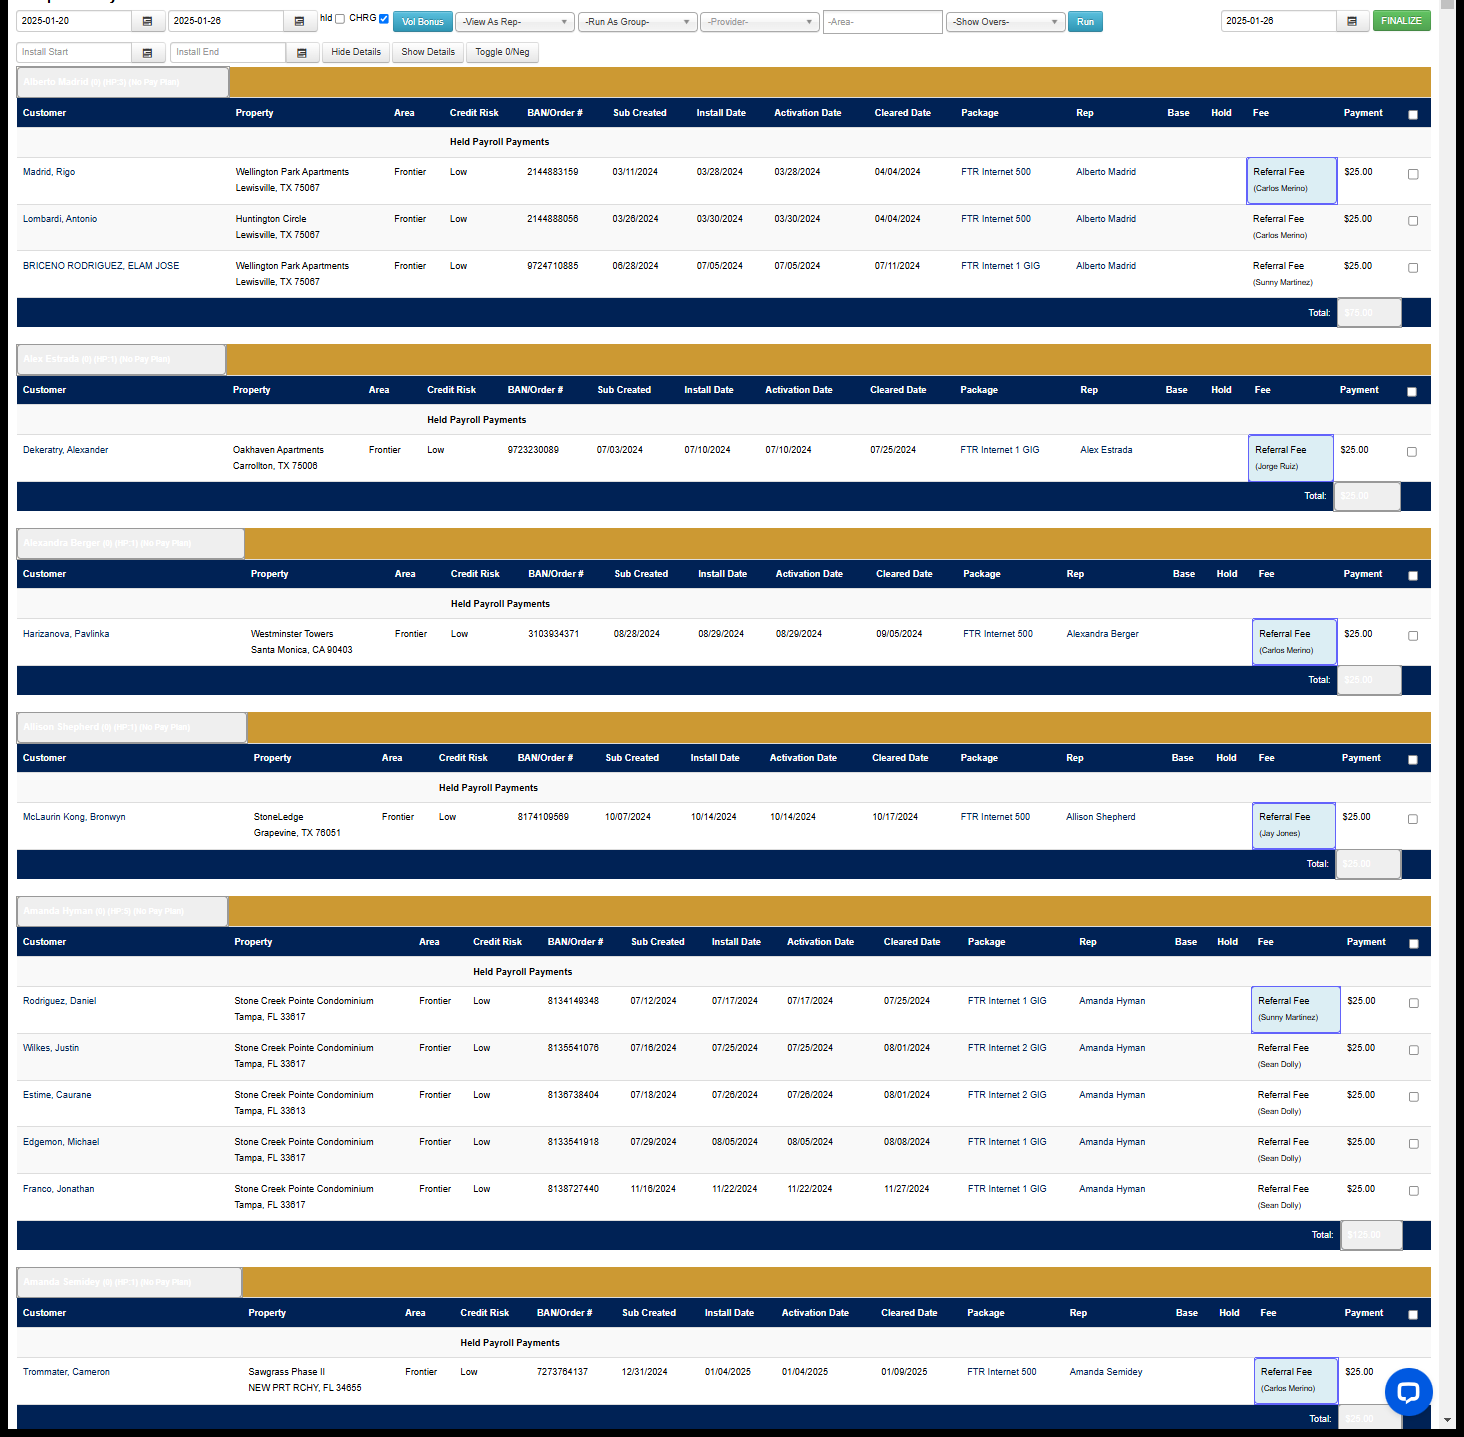 2025-01-20 2025-01-26 hld CHRG Vol Bonus -View As Rep- -Run As Group- -Provider- -Area- -Show Overs- Run 2025-01-26 FINALIZE
Install Start Install End Hide Details Show Details Toggle 0/Neg
Alberto Madrid (0) (HP:3) (No Pay Plan)
Customer Property Area Credit Risk BAN/Order # Sub Created Install Date Activation Date Cleared Date Package Rep Base Hold Fee Payment
Held Payroll Payments
Madrid, Rigo Wellington Park Apartments Frontier Low 2144883159 03/11/2024 03/28/2024 03/28/2024 04/04/2024 FTR Internet 500 Alberto Madrid Referral Fee $25.00
Lewisville, TX 75067 (Carlos Merino)
Lombardi, Antonio Huntington Circle Frontier Low 2144888056 03/26/2024 03/30/2024 03/30/2024 04/04/2024 FTR Internet 500 Alberto Madrid Referral Fee $25.00
Lewisville, TX 75067 (Carlos Merino)
BRICENO RODRIGUEZ, ELAM JOSE Wellington Park Apartments Frontier Low 9724710885 06/28/2024 07/05/2024 07/05/2024 07/11/2024 FTR Internet 1 GIG Alberto Madrid Referral Fee $25.00
Lewisville, TX 75067 (Sunny Martinez)
Total: $75.00
Alex Estrada (0) (HP:1) (No Pay Plan)
Customer Property Area Credit Risk BAN/Order # Sub Created Install Date Activation Date Cleared Date Package Rep Base Hold Fee Payment
Held Payroll Payments
Dekeratry, Alexander Oakhaven Apartments Frontier Low 9723230089 07/03/2024 07/10/2024 07/10/2024 07/25/2024 FTR Internet 1 GIG Alex Estrada Referral Fee $25.00
Carrollton, TX 75006 (Jorge Ruiz)
Total: $25.00
Alexandra Berger (0) (HP:1) (No Pay Plan)
Customer Property Area Credit Risk BAN/Order # Sub Created Install Date Activation Date Cleared Date Package Rep Base Hold Fee Payment
Held Payroll Payments
Harizanova, Pavlinka Westminster Towers Frontier Low 3103934371 08/28/2024 08/29/2024 08/29/2024 09/05/2024 FTR Internet 500 Alexandra Berger Referral Fee $25.00
Santa Monica, CA 90403 (Carlos Merino)
Total: $25.00
Allison Shepherd (0) (HP:1) (No Pay Plan)
Customer Property Area Credit Risk BAN/Order # Sub Created Install Date Activation Date Cleared Date Package Rep Base Hold Fee Payment
Held Payroll Payments
McLaurin Kong, Bronwyn StoneLedge Frontier Low 8174109569 10/07/2024 10/14/2024 10/14/2024 10/17/2024 FTR Internet 500 Allison Shepherd Referral Fee $25.00
Grapevine, TX 76051 (Jay Jones)
Total: $25.00
Amanda Hyman (0) (HP:5) (No Pay Plan)
Customer Property Area Credit Risk BAN/Order # Sub Created Install Date Activation Date Cleared Date Package Rep Base Hold Fee Payment
Held Payroll Payments
Rodriguez, Daniel Stone Creek Pointe Condominium Frontier Low 8134149348 07/12/2024 07/17/2024 07/17/2024 07/25/2024 FTR Internet 1 GIG Amanda Hyman Referral Fee $25.00
Tampa, FL 33617 (Sunny Martinez)
Wilkes, Justin Stone Creek Pointe Condominium Frontier Low 8135541076 07/16/2024 07/25/2024 07/25/2024 08/01/2024 FTR Internet 2 GIG Amanda Hyman Referral Fee $25.00
Tampa, FL 33617 (Sean Dolly)
Estime, Caurane Stone Creek Pointe Condominium Frontier Low 8136738404 07/18/2024 07/26/2024 07/26/2024 08/01/2024 FTR Internet 2 GIG Amanda Hyman Referral Fee $25.00
Tampa, FL 33613 (Sean Dolly)
Edgemon, Michael Stone Creek Pointe Condominium Frontier Low 8133541918 07/29/2024 08/05/2024 08/05/2024 08/08/2024 FTR Internet 1 GIG Amanda Hyman Referral Fee $25.00
Tampa, FL 33617 (Sean Dolly)
Franco, Jonathan Stone Creek Pointe Condominium Frontier Low 8138727440 11/16/2024 11/22/2024 11/22/2024 11/27/2024 FTR Internet 1 GIG Amanda Hyman Referral Fee $25.00
Tampa, FL 33617 (Sean Dolly)
Total: $125.00
Amanda Semidey (0) (HP:1) (No Pay Plan)
Customer Property Area Credit Risk BAN/Order # Sub Created Install Date Activation Date Cleared Date Package Rep Base Hold Fee Payment
Held Payroll Payments
Trommater, Cameron Sawgrass Phase II Frontier Low 7273764137 12/31/2024 01/04/2025 01/04/2025 01/09/2025 FTR Internet 500 Amanda Semidey Referral Fee $25.00
NEW PRT RCHY, FL 34655 (Carlos Merino)
Total: $25.00